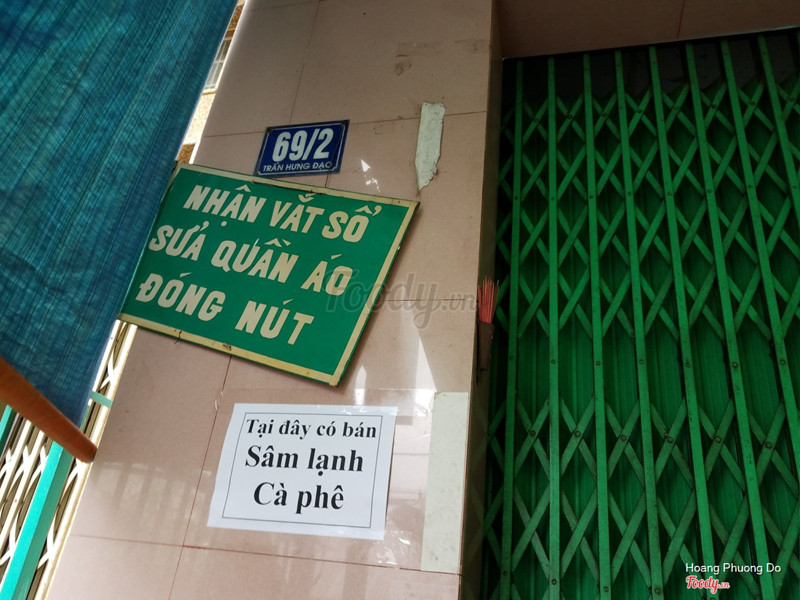 69/2
TRẦN HƯNG ĐẠO
NHẬN VẮT SỔ
SỬA QUẦN ÁO
ĐÓNG NÚT
Foody.vn
Tại đây có bán
Sâm lạnh
Cà phê
Hoang Phuong Do
Foody.vn